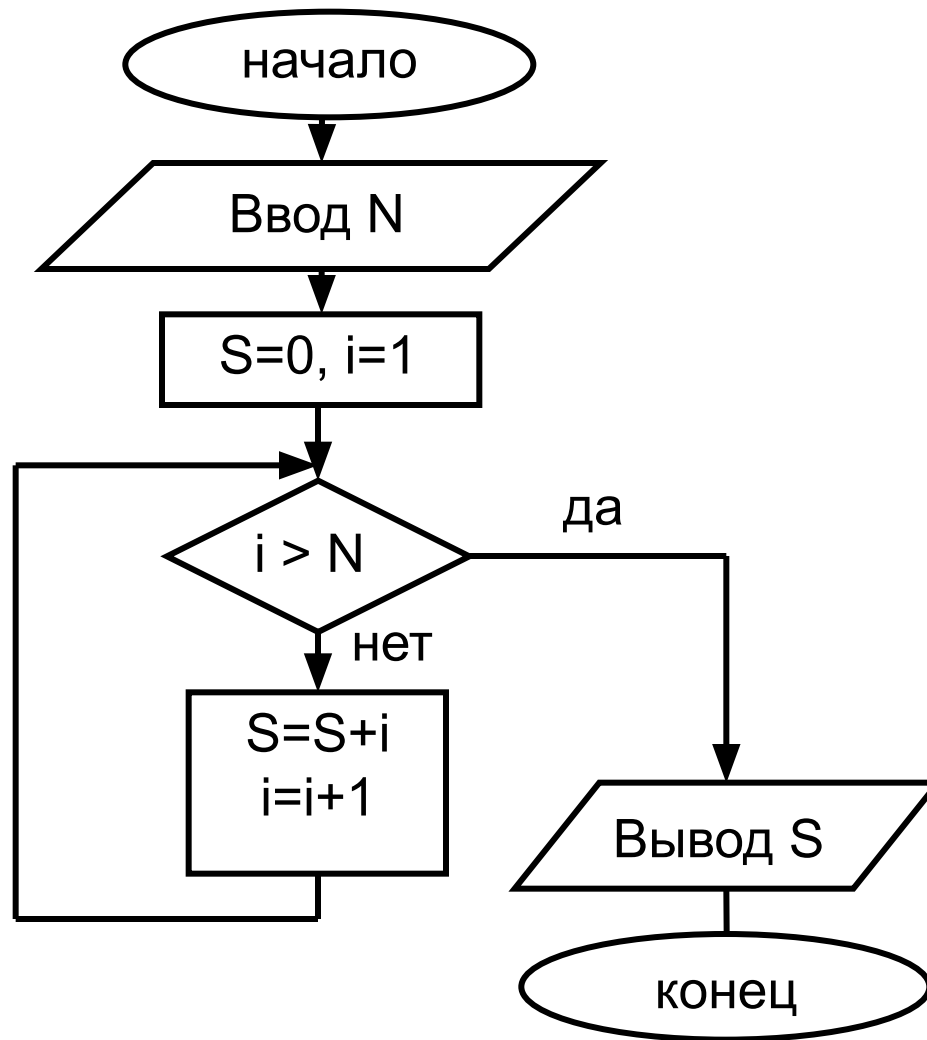 начало
Ввод N
S=0, i=1
i > N
да
нет
S=S+i
i=i+1
Вывод S
конец